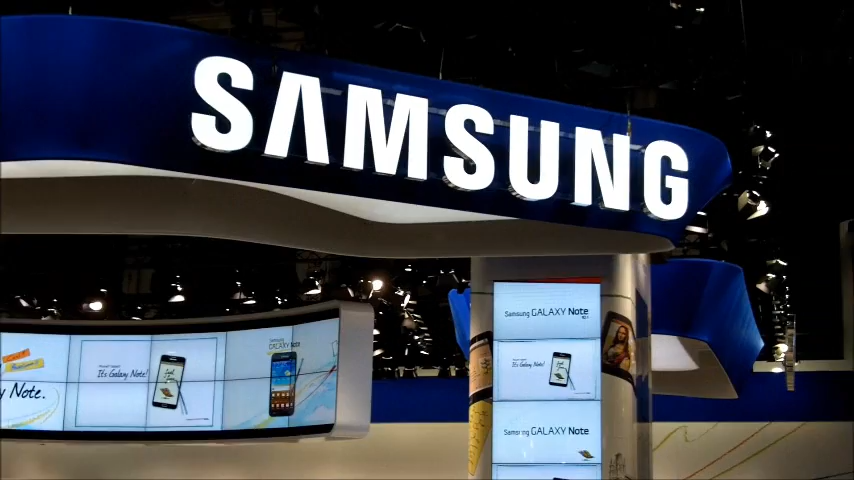 SAMSUNG
Samsung GALAXY Note
It's Galaxy Note!
Samsung
GALAXY Note
y Note.
It's Galaxy Note!
Samsung GALAXY Note